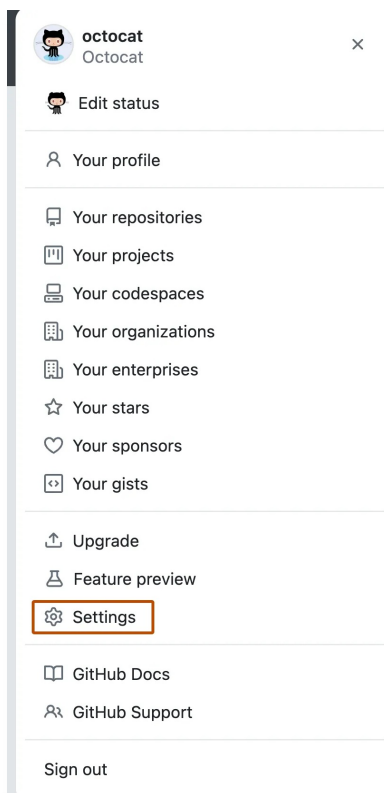 octocat
Octocat
Edit status
Your profile
Your repositories
Your projects
Your codespaces
Your organizations
Your enterprises
Your stars
Your sponsors
Your gists
Upgrade
Feature preview
Settings
GitHub Docs
GitHub Support
Sign out